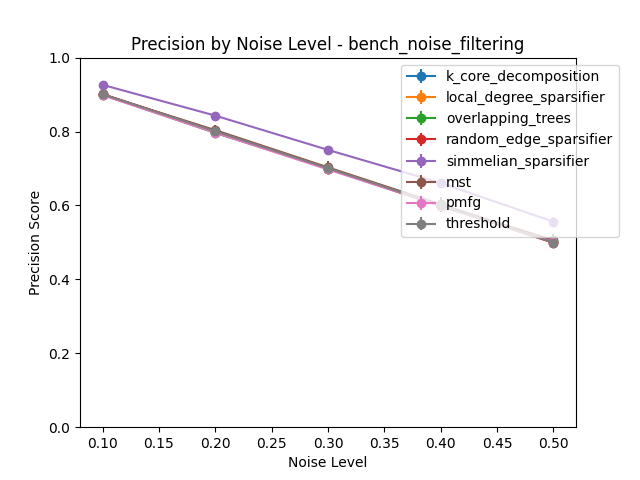 Precision by Noise Level - bench_noise_filtering
Precision Score
1.0
0.8
0.6
0.4
0.2
0.0
k_core_decomposition
local_degree_sparsifier
overlapping_trees
random_edge_sparsifier
simmelian_sparsifier
mst
pmfg
threshold
0.10 0.15 0.20 0.25 0.30 0.35 0.40 0.45 0.50
Noise Level